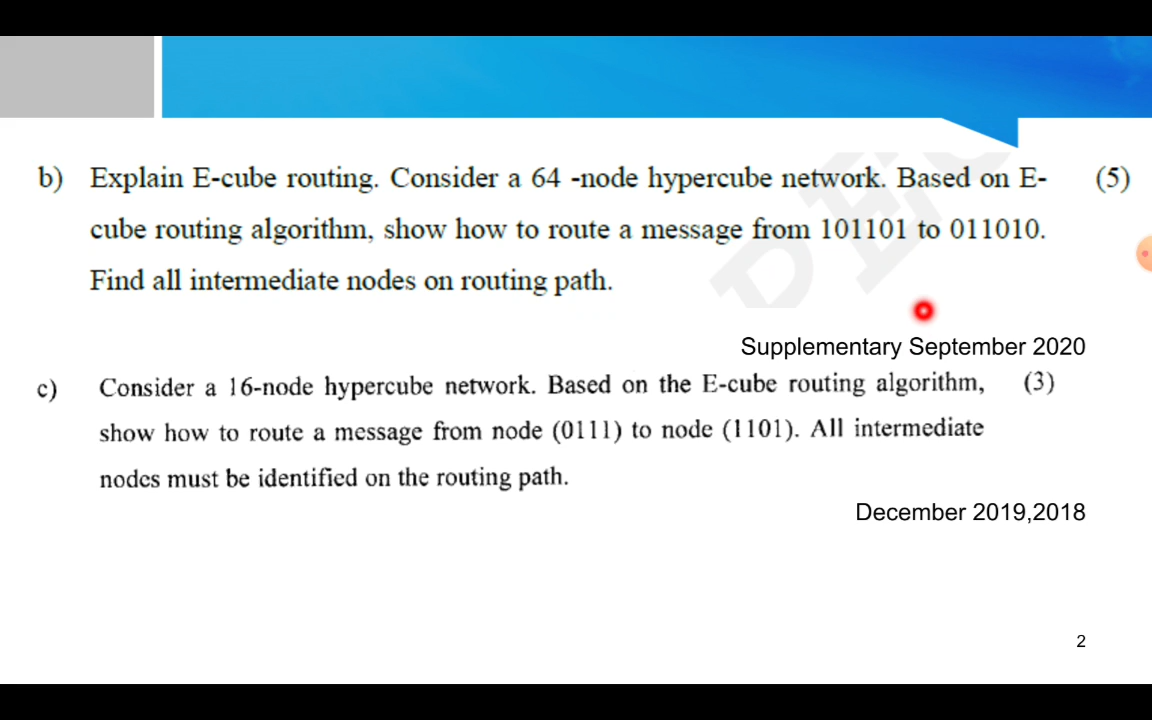 b) Explain E-cube routing. Consider a 64 -node hypercube network. Based on E- (5)
cube routing algorithm, show how to route a message from 101101 to 011010.
Find all intermediate nodes on routing path.
Supplementary September 2020
c) Consider a 16-node hypercube network. Based on the E-cube routing algorithm, (3)
show how to route a message from node (0111) to node (1101). All intermediate
nodes must be identified on the routing path.
December 2019,2018
2